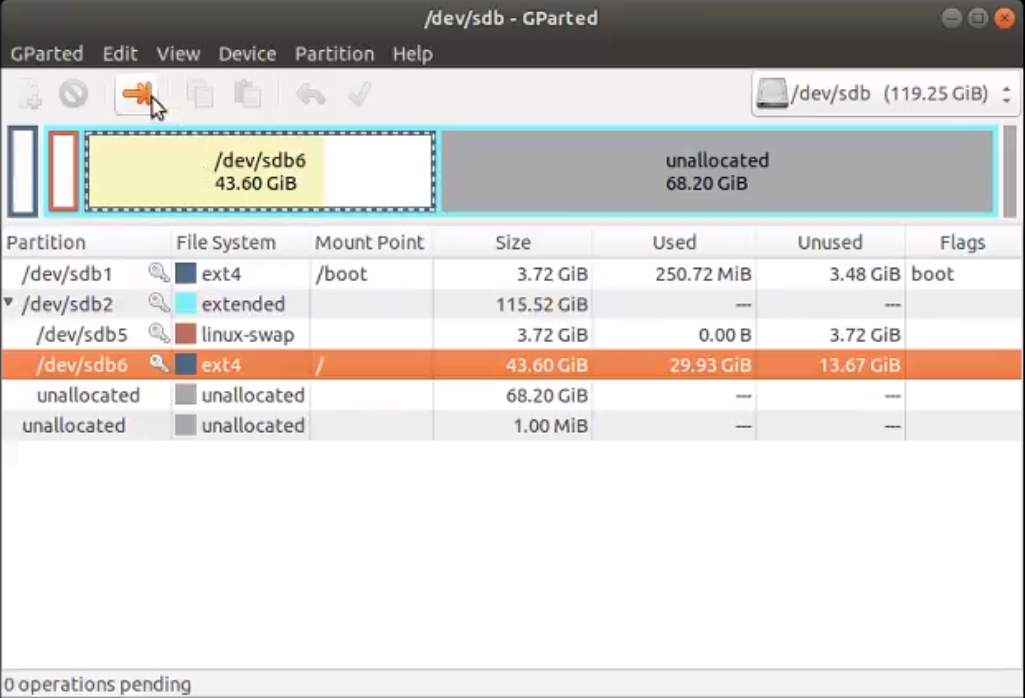 /dev/sdb - GParted
GParted Edit View Device Partition Help
/dev/sdb (119.25 GiB)
/dev/sdb6
43.60 GiB
unallocated
68.20 GiB
Partition File System Mount Point Size Used Unused Flags
/dev/sdb1 ext4 /boot 3.72 GiB 250.72 MiB 3.48 GiB boot
/dev/sdb2 extended 115.52 GiB --- ---
/dev/sdb5 linux-swap 3.72 GiB 0.00 B 3.72 GiB
/dev/sdb6 ext4 / 43.60 GiB 29.93 GiB 13.67 GiB
unallocated unallocated 68.20 GiB --- ---
unallocated unallocated 1.00 MiB --- ---
0 operations pending